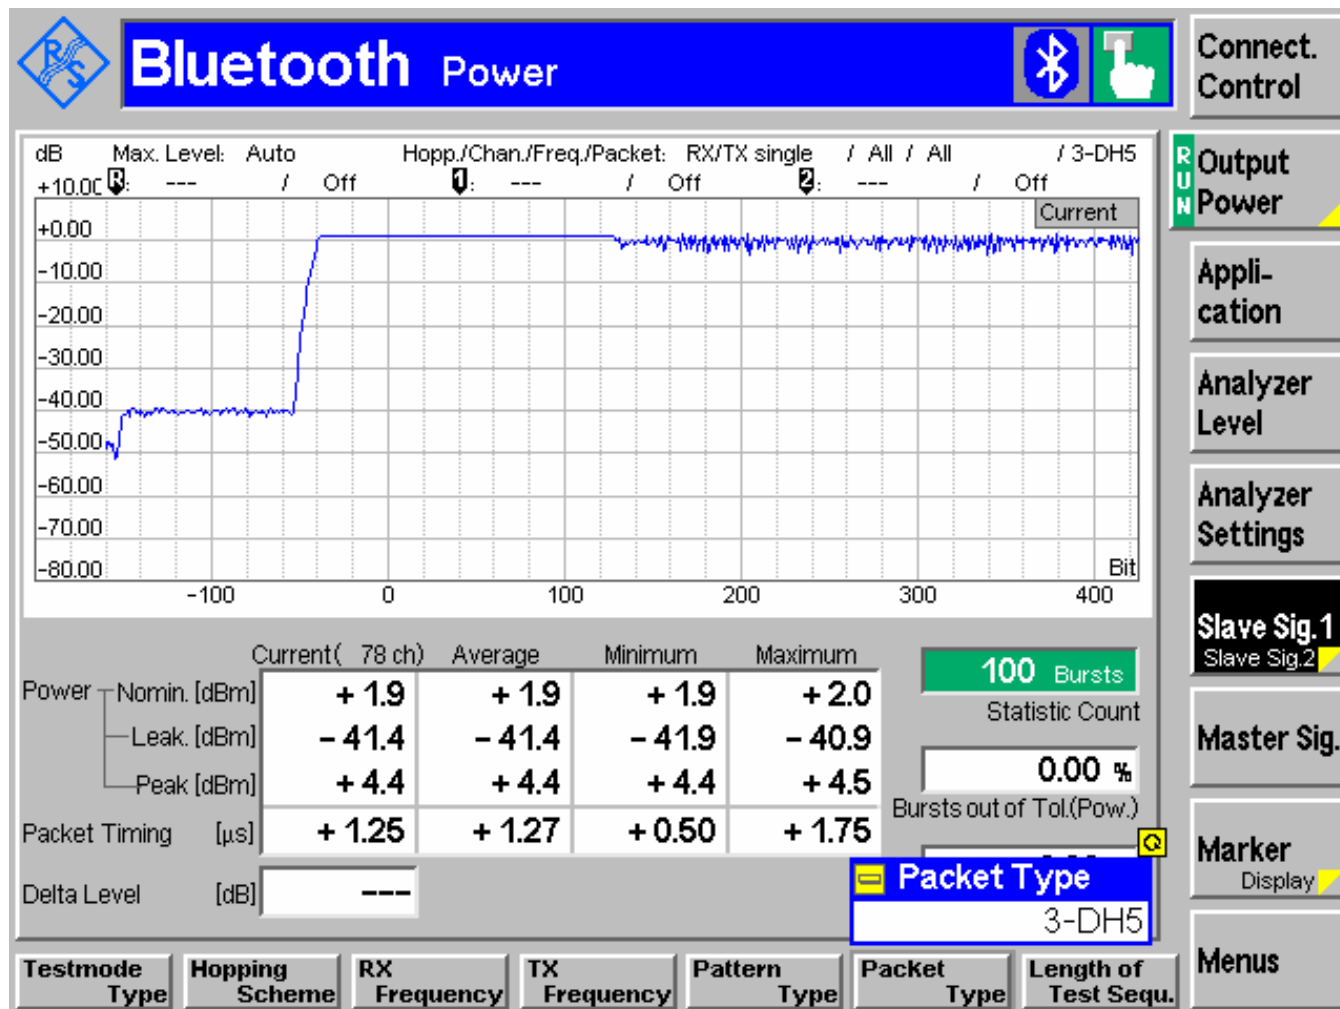 R S
Bluetooth Power
Connect. Control
dB Max. Level: Auto Hopp./Chan./Freq./Packet: RX/TX single / All / All / 3-DH5
R: --- / Off 1: --- / Off 2: --- / Off
Current
+10.00
+0.00
-10.00
-20.00
-30.00
-40.00
-50.00
-60.00
-70.00
-80.00
Bit
-100 0 100 200 300 400
Current( 78 ch) Average Minimum Maximum
Power Nomin. [dBm] + 1.9 + 1.9 + 1.9 + 2.0
Leak. [dBm] - 41.4 - 41.4 - 41.9 - 40.9
Peak [dBm] + 4.4 + 4.4 + 4.4 + 4.5
Packet Timing [µs] + 1.25 + 1.27 + 0.50 + 1.75
Delta Level [dB] ---
100 Bursts
Statistic Count
0.00 %
Bursts out of Tol.(Pow.)
Packet Type
3-DH5
RUN
Output Power
Appli-
cation
Analyzer Level
Analyzer Settings
Slave Sig.1
Slave Sig.2
Master Sig.
Marker
Display
Menus
Testmode Type
Hopping Scheme
RX Frequency
TX Frequency
Pattern Type
Packet Type
Length of Test Sequ.